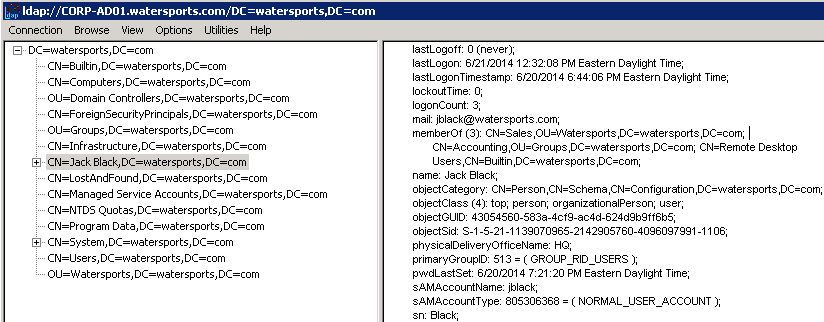 ldap://CORP-AD01.watersports.com/DC=watersports,DC=com
Connection Browse View Options Utilities Help
DC=watersports,DC=com
CN=Builtin,DC=watersports,DC=com
CN=Computers,DC=watersports,DC=com
OU=Domain Controllers,DC=watersports,DC=com
CN=ForeignSecurityPrincipals,DC=watersports,DC=com
OU=Groups,DC=watersports,DC=com
CN=Infrastructure,DC=watersports,DC=com
CN=Jack Black,DC=watersports,DC=com
CN=LostAndFound,DC=watersports,DC=com
CN=Managed Service Accounts,DC=watersports,DC=com
CN=NTDS Quotas,DC=watersports,DC=com
CN=Program Data,DC=watersports,DC=com
CN=System,DC=watersports,DC=com
CN=Users,DC=watersports,DC=com
OU=Watersports,DC=watersports,DC=com
lastLogoff: 0 (never);
lastLogon: 6/21/2014 12:32:08 PM Eastern Daylight Time;
lastLogonTimestamp: 6/20/2014 6:44:06 PM Eastern Daylight Time;
lockoutTime: 0;
logonCount: 3;
mail: jblack@watersports.com;
memberOf (3): CN=Sales,OU=Watersports,DC=watersports,DC=com;
CN=Accounting,OU=Groups,DC=watersports,DC=com; CN=Remote Desktop
Users,CN=Builtin,DC=watersports,DC=com;
name: Jack Black;
objectCategory: CN=Person,CN=Schema,CN=Configuration,DC=watersports,DC=com;
objectClass (4): top; person; organizationalPerson; user;
objectGUID: 43054560-583a-4cf9-ac4d-624d9b9ff6b5;
objectSid: S-1-5-21-1139070965-2142905760-4096097991-1106;
physicalDeliveryOfficeName: HQ;
primaryGroupID: 513 = ( GROUP_RID_USERS );
pwdLastSet: 6/20/2014 7:21:20 PM Eastern Daylight Time;
sAMAccountName: jblack;
sAMAccountType: 805306368 = ( NORMAL_USER_ACCOUNT );
sn: Black;